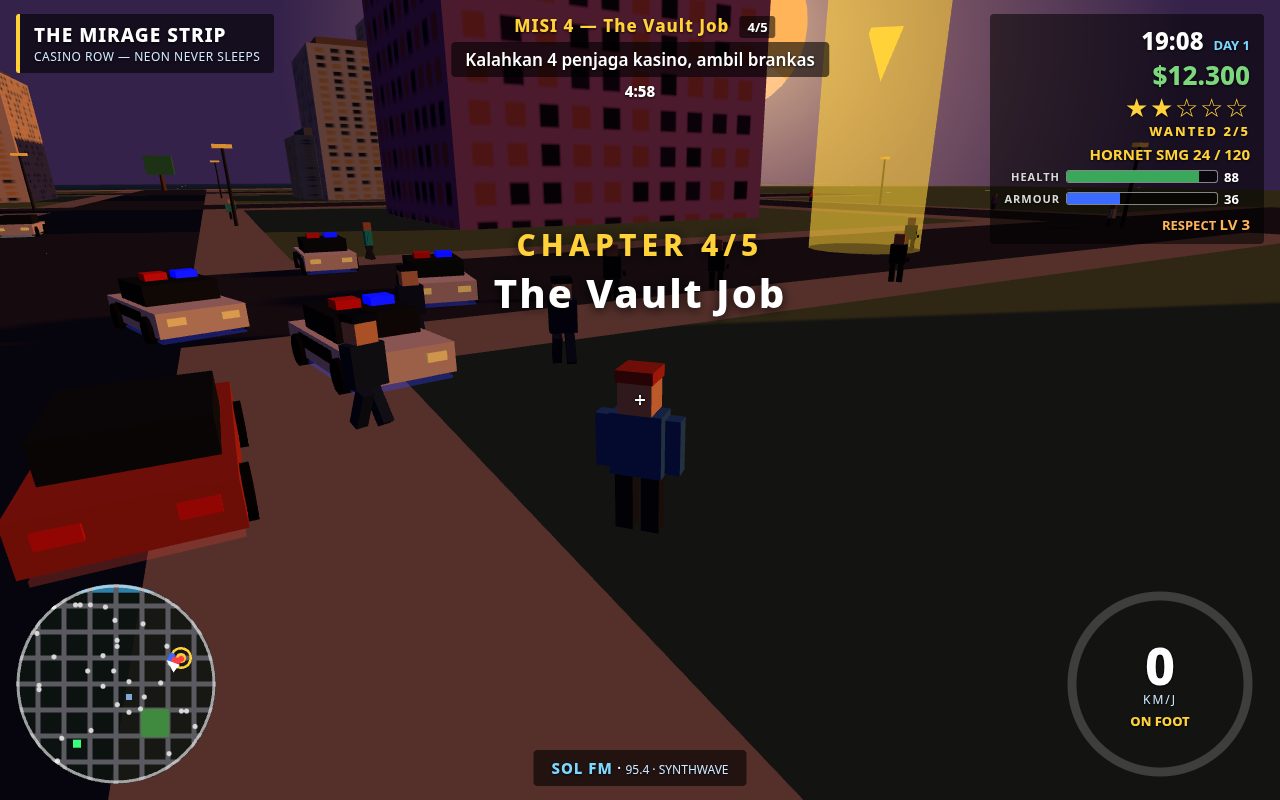 THE MIRAGE STRIP
CASINO ROW — NEON NEVER SLEEPS
MISI 4 — The Vault Job 4/5
Kalahkan 4 penjaga kasino, ambil brankas
4:58
19:08 DAY 1
$12.300
★★☆☆☆
WANTED 2/5
HORNET SMG 24 / 120
HEALTH 88
ARMOUR 36
RESPECT LV 3
CHAPTER 4/5
The Vault Job
0
KM/J
ON FOOT
SOL FM · 95.4 · SYNTHWAVE